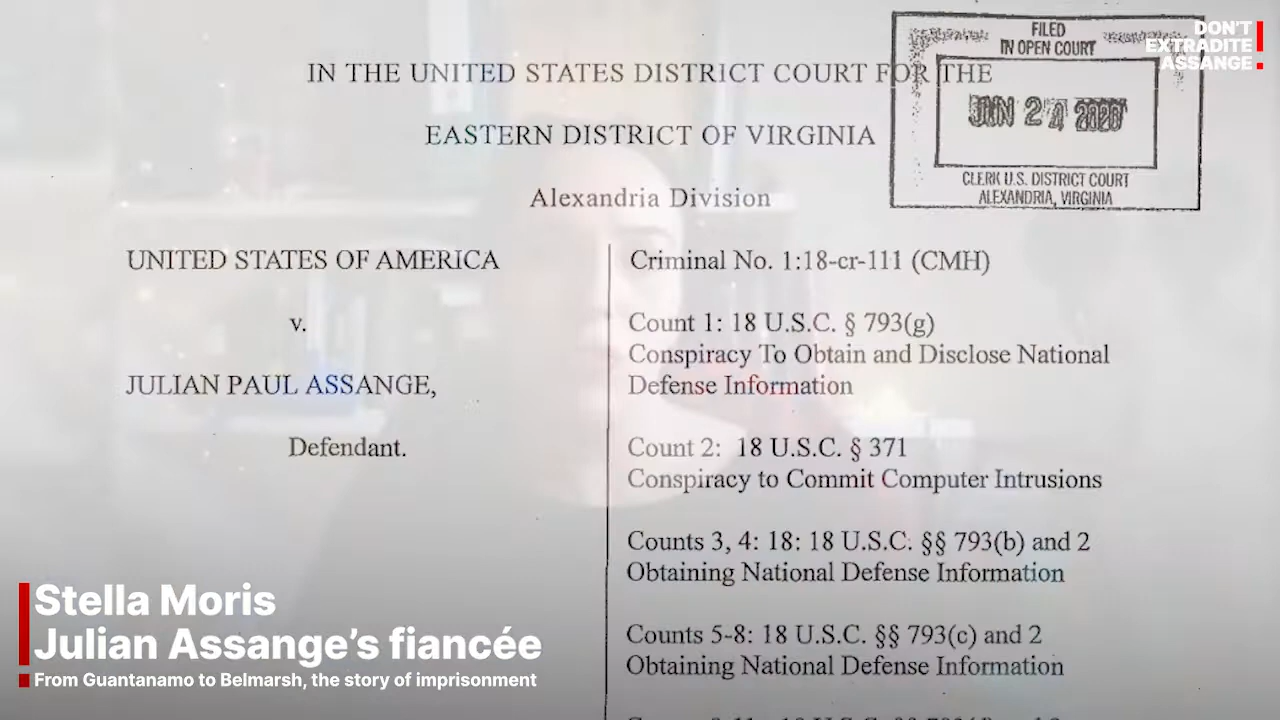 FILED
IN OPEN COURT
JUN 24 2020
CLERK U.S. DISTRICT COURT
ALEXANDRIA, VIRGINIA
DON'T
EXTRADITE
ASSANGE
IN THE UNITED STATES DISTRICT COURT FOR THE
EASTERN DISTRICT OF VIRGINIA
Alexandria Division
UNITED STATES OF AMERICA
v.
JULIAN PAUL ASSANGE,
Defendant.
Criminal No. 1:18-cr-111 (CMH)
Count 1: 18 U.S.C. § 793(g)
Conspiracy To Obtain and Disclose National
Defense Information
Count 2: 18 U.S.C. § 371
Conspiracy to Commit Computer Intrusions
Counts 3, 4: 18: 18 U.S.C. §§ 793(b) and 2
Obtaining National Defense Information
Counts 5-8: 18 U.S.C. §§ 793(c) and 2
Obtaining National Defense Information
Stella Moris
Julian Assange’s fiancée
From Guantanamo to Belmarsh, the story of imprisonment